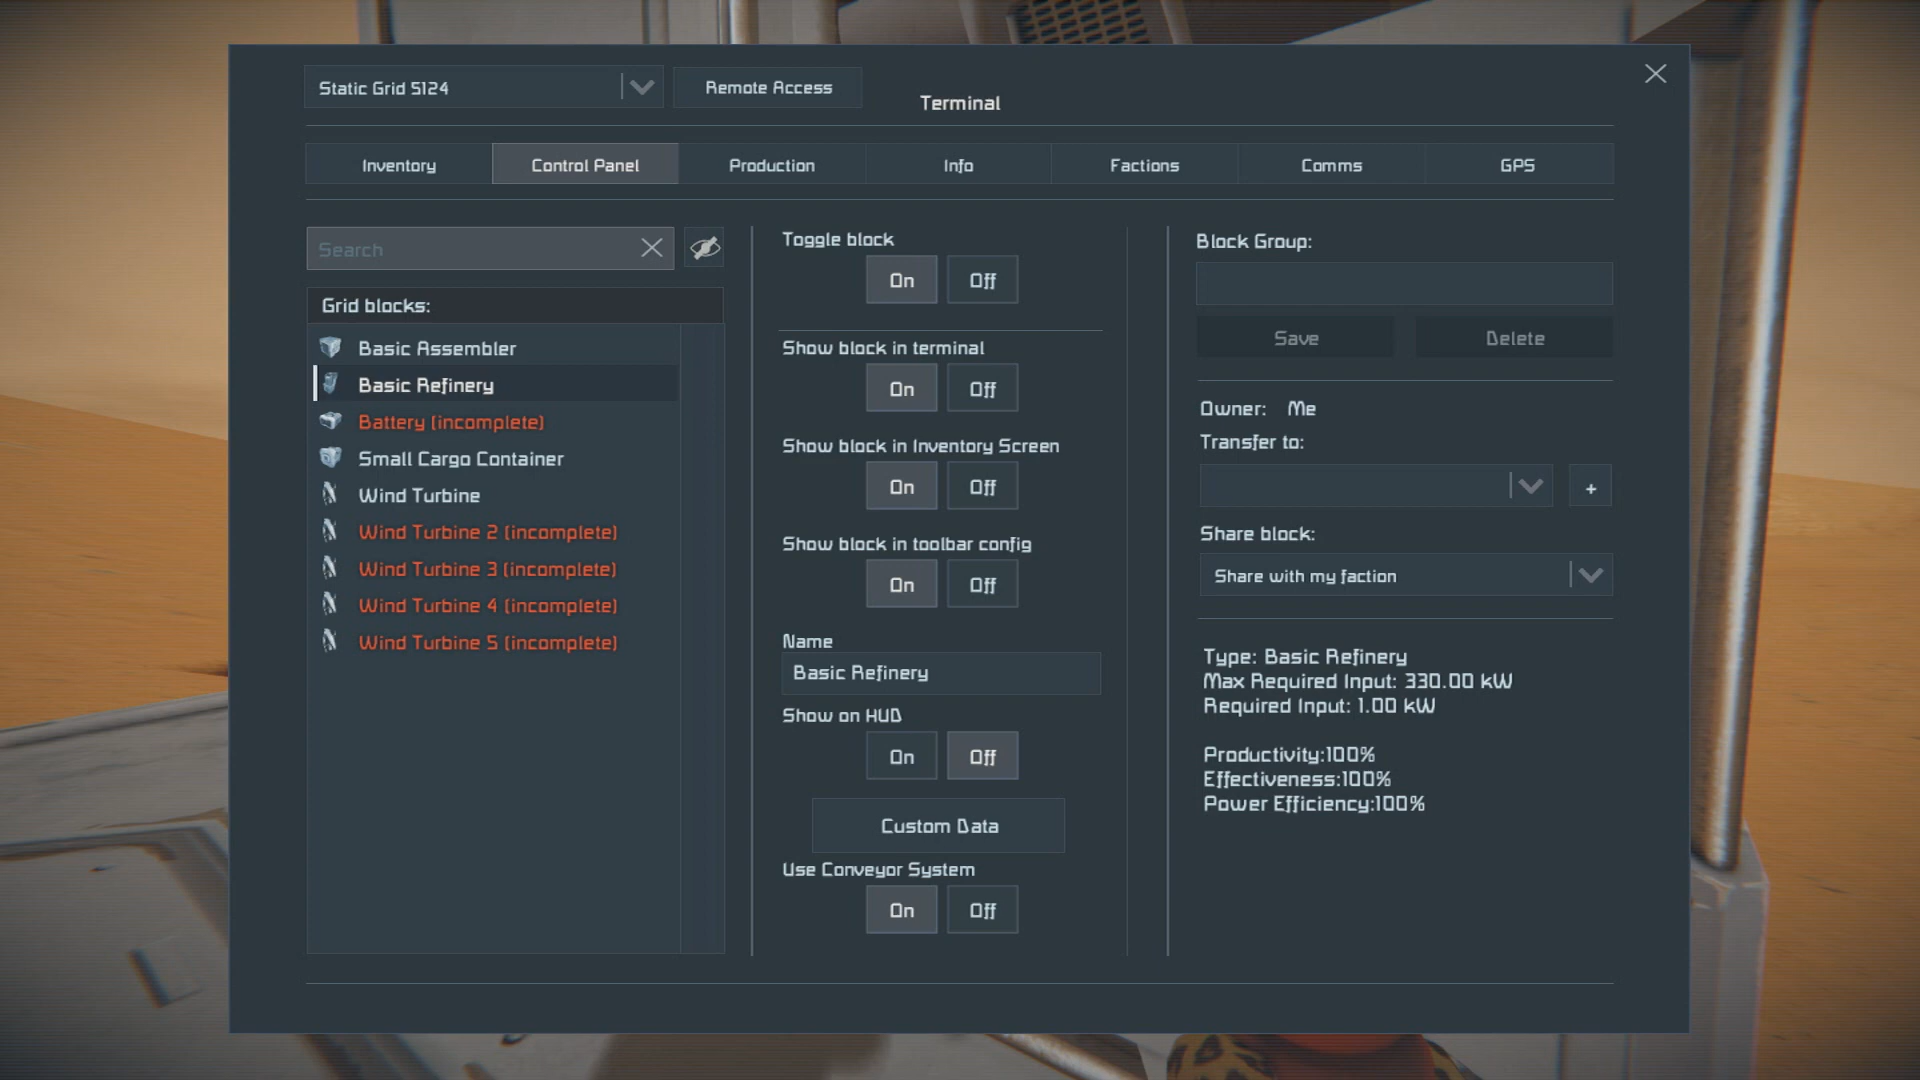 Static Grid 5124
Remote Access
Terminal
Inventory
Control Panel
Production
Info
Factions
Comms
GPS
Search
Grid blocks:
Basic Assembler
Basic Refinery
Battery (incomplete)
Small Cargo Container
Wind Turbine
Wind Turbine 2 (incomplete)
Wind Turbine 3 (incomplete)
Wind Turbine 4 (incomplete)
Wind Turbine 5 (incomplete)
Toggle block
On Off
Show block in terminal
On Off
Show block in Inventory Screen
On Off
Show block in toolbar config
On Off
Name
Basic Refinery
Show on HUD
On Off
Custom Data
Use Conveyor System
On Off
Block Group:
Save Delete
Owner: Me
Transfer to:
+
Share block:
Share with my faction
Type: Basic Refinery
Max Required Input: 330.00 kW
Required Input: 1.00 kW
Productivity:100%
Effectiveness:100%
Power Efficiency:100%